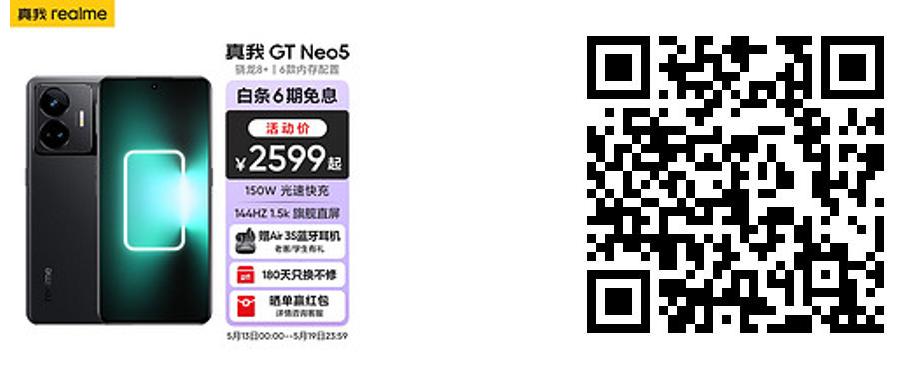 真我 realme
真我 GT Neo5
骁龙8+ | 6款内存配置
白条6期免息
活动价
¥2599起
150W 光速快充
144HZ 1.5k 旗舰直屏
赠Air 3S蓝牙耳机
老客/学生有礼
180天只换不修
晒单赢红包
详情咨询客服
5月13日00:00--5月19日23:59
realme